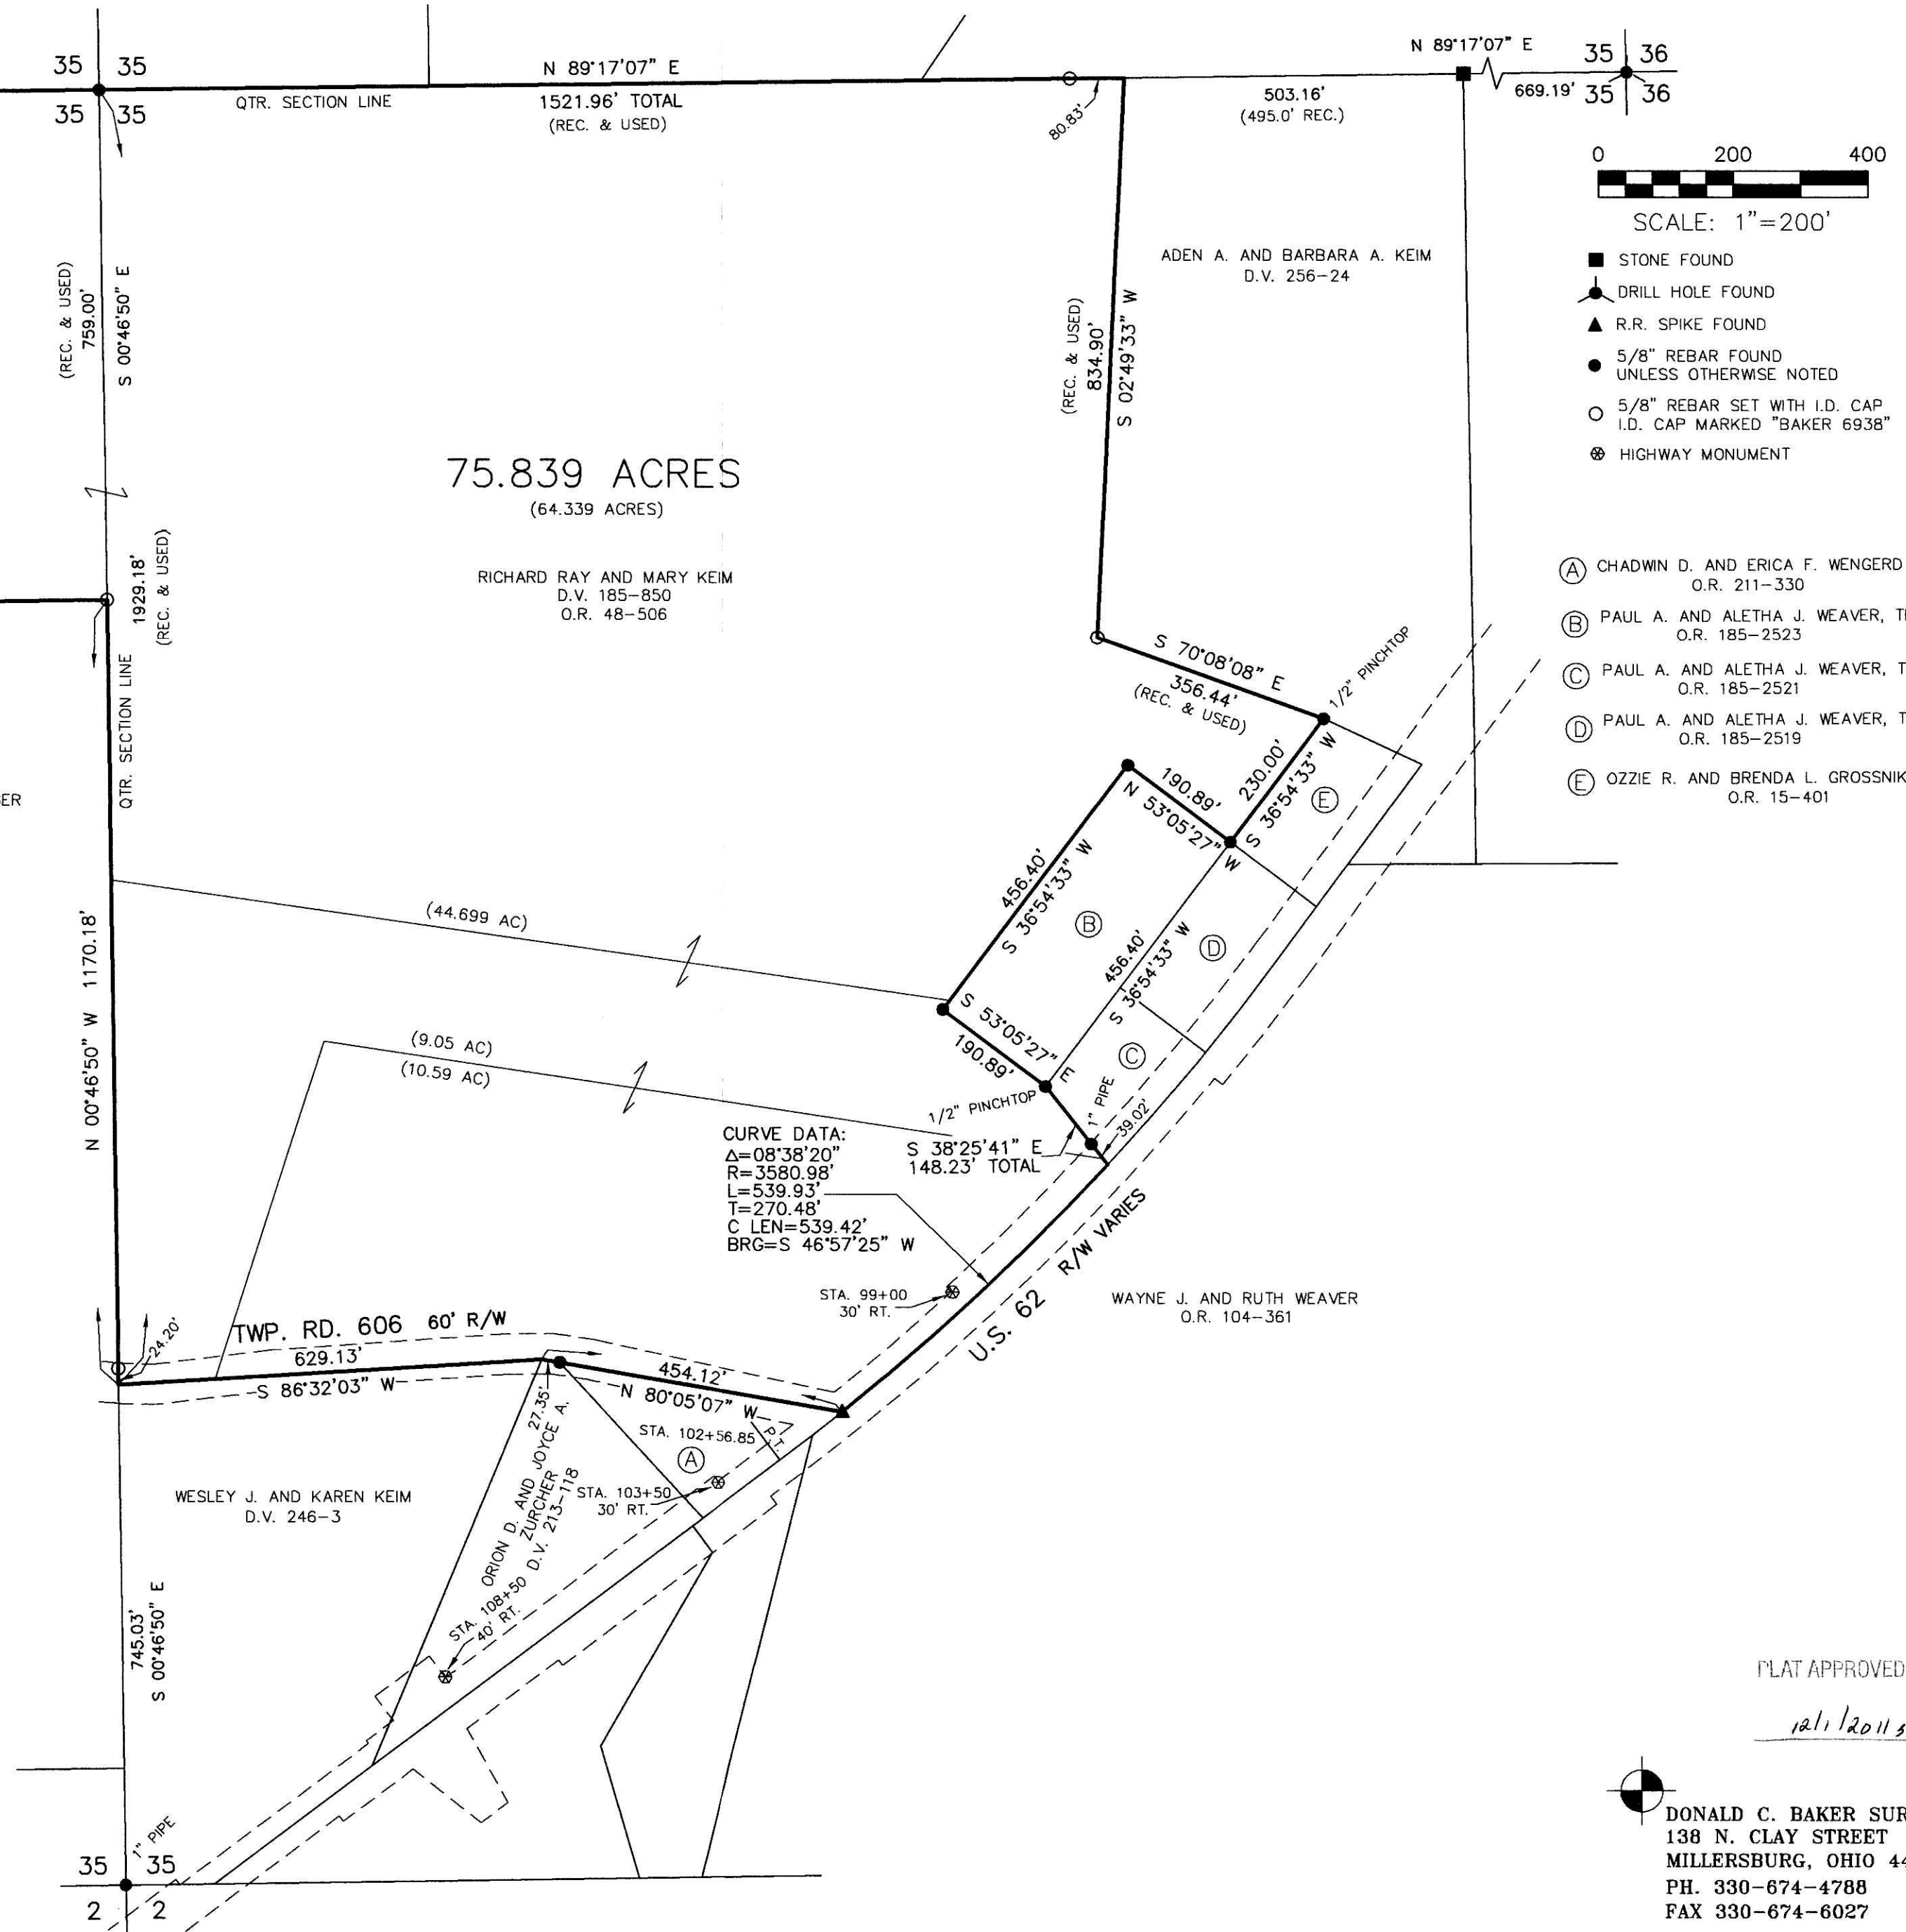 35 35
35 35
N 89°17'07" E
QTR. SECTION LINE
1521.96' TOTAL
(REC. & USED)
80.83'
N 89°17'07" E
503.16'
(495.0' REC.)
669.19'
35 36
35 36
0 200 400
SCALE: 1"=200'
STONE FOUND
DRILL HOLE FOUND
R.R. SPIKE FOUND
5/8" REBAR FOUND
UNLESS OTHERWISE NOTED
5/8" REBAR SET WITH I.D. CAP
I.D. CAP MARKED "BAKER 6938"
HIGHWAY MONUMENT
(REC. & USED)
759.00'
S 00°46'50" E
ADEN A. AND BARBARA A. KEIM
D.V. 256-24
(REC. & USED)
834.90'
S 02°49'33" W
75.839 ACRES
(64.339 ACRES)
RICHARD RAY AND MARY KEIM
D.V. 185-850
O.R. 48-506
1929.18'
(REC. & USED)
QTR. SECTION LINE
A CHADWIN D. AND ERICA F. WENGERD
O.R. 211-330
B PAUL A. AND ALETHA J. WEAVER,
O.R. 185-2523
C PAUL A. AND ALETHA J. WEAVER,
O.R. 185-2521
D PAUL A. AND ALETHA J. WEAVER,
O.R. 185-2519
E OZZIE R. AND BRENDA L. GROSSNIK
O.R. 15-401
S 70°08'08" E
356.44'
(REC. & USED)
1/2" PINCHTOP
230.00'
S 36°54'33" W
E
190.89'
N 53°05'27" W
456.40'
S 36°54'33" W
B
456.40'
S 36°54'33" W
D
C
ER
(44.699 AC)
N 00°46'50" W 1170.18'
(9.05 AC)
(10.59 AC)
S 53°05'27" E
190.89'
1/2" PINCHTOP
1" PIPE
39.02'
S 38°25'41" E
148.23' TOTAL
CURVE DATA:
Δ=08°38'20"
R=3580.98'
L=539.93'
T=270.48'
C LEN=539.42'
BRG=S 46°57'25" W
STA. 99+00
30' RT.
U.S. 62 R/W VARIES
WAYNE J. AND RUTH WEAVER
O.R. 104-361
24.20'
TWP. RD. 606 60' R/W
629.13'
S 86°32'03" W
454.12'
N 80°05'07" W
27.35'
P.T.
STA. 102+56.85
A
STA. 103+50
30' RT.
ORION D. AND JOYCE A.
ZURCHER
D.V. 213-118
STA. 108+50
40' RT.
WESLEY J. AND KAREN KEIM
D.V. 246-3
745.03'
S 00°46'50" E
1" PIPE
35 35
2 2
PLAT APPROVED
12/1/2011
DONALD C. BAKER SUR
138 N. CLAY STREET
MILLERSBURG, OHIO 44
PH. 330-674-4788
FAX 330-674-6027